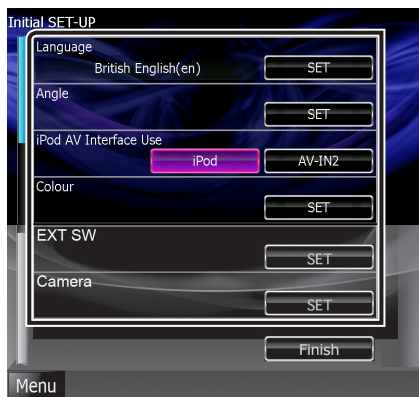 Initial SET-UP
Language
British English(en) SET
Angle
SET
iPod AV Interface Use
iPod AV-IN2
Colour
SET
EXT SW
SET
Camera
SET
Finish
Menu